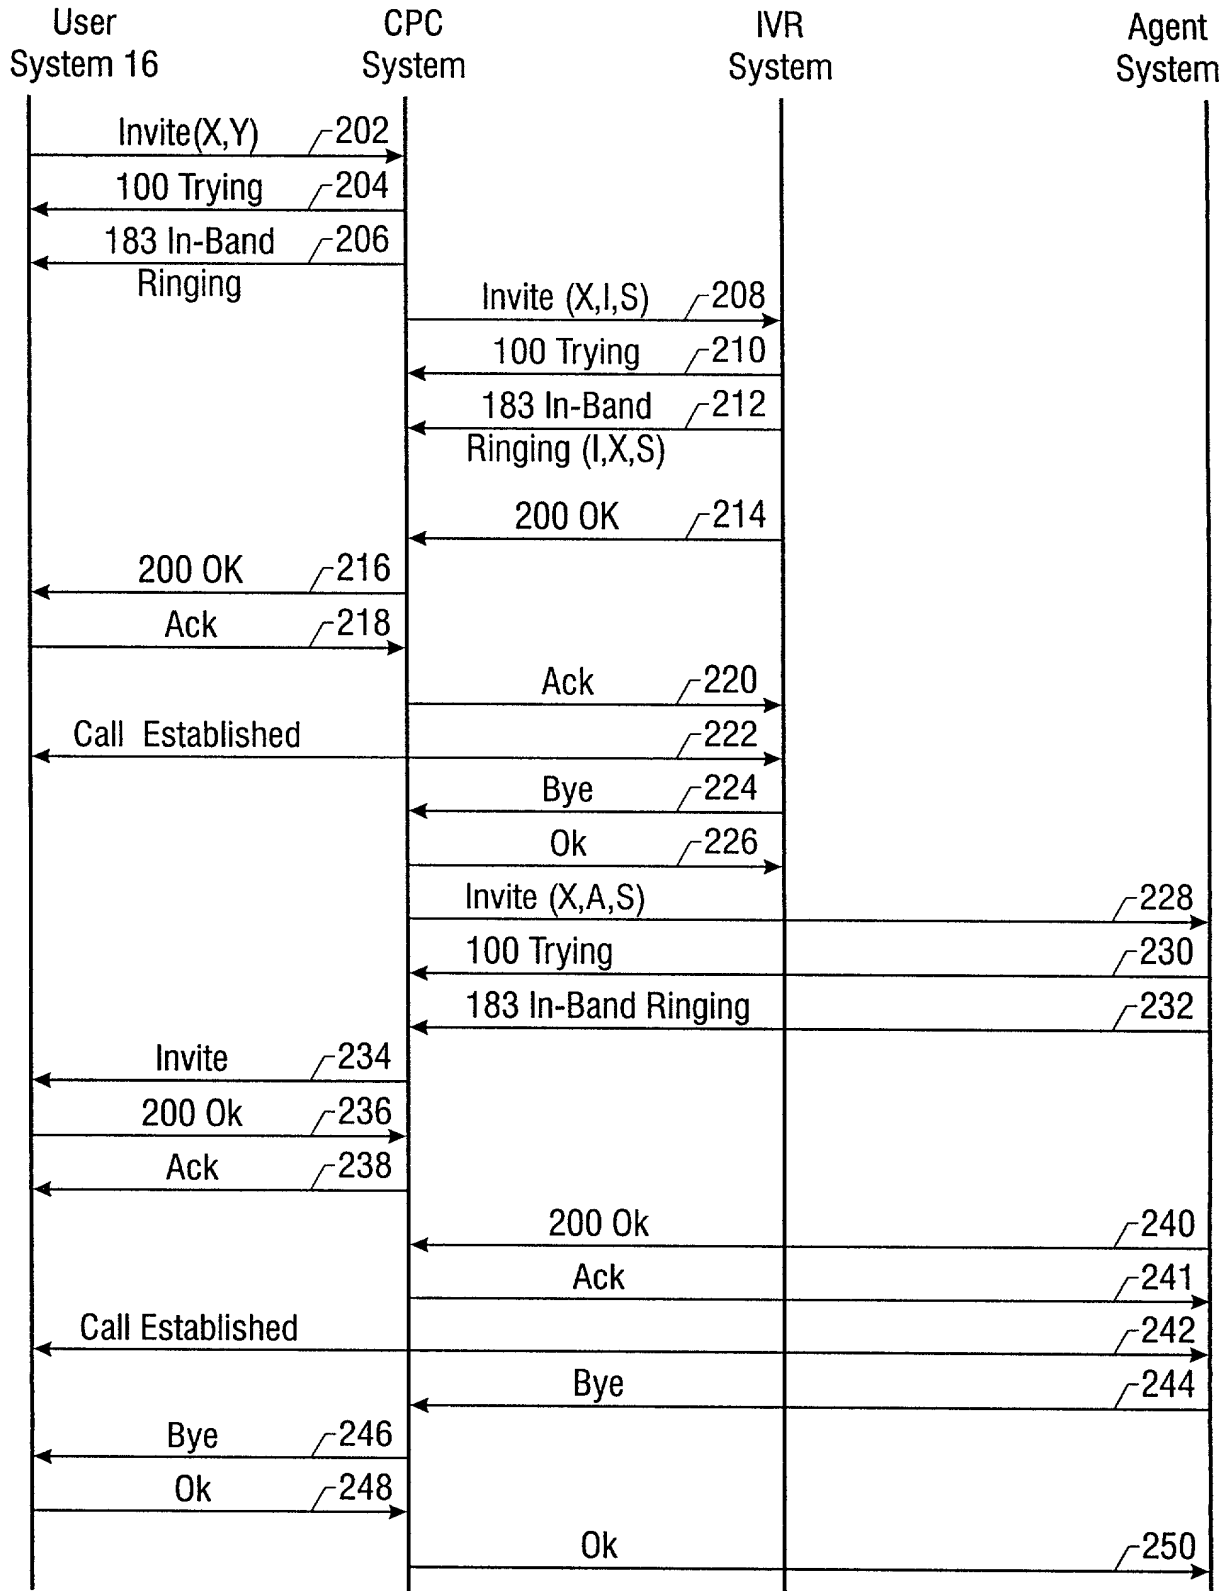 User
System 16
CPC
System
IVR
System
Agent
System
Invite(X,Y) 202
100 Trying 204
183 In-Band 206
Ringing
Invite (X,I,S) 208
100 Trying 210
183 In-Band 212
Ringing (I,X,S)
200 OK 214
200 OK 216
Ack 218
Ack 220
Call Established 222
Bye 224
Ok 226
Invite (X,A,S) 228
100 Trying 230
183 In-Band Ringing 232
Invite 234
200 Ok 236
Ack 238
200 Ok 240
Ack 241
Call Established 242
Bye 244
Bye 246
Ok 248
Ok 250